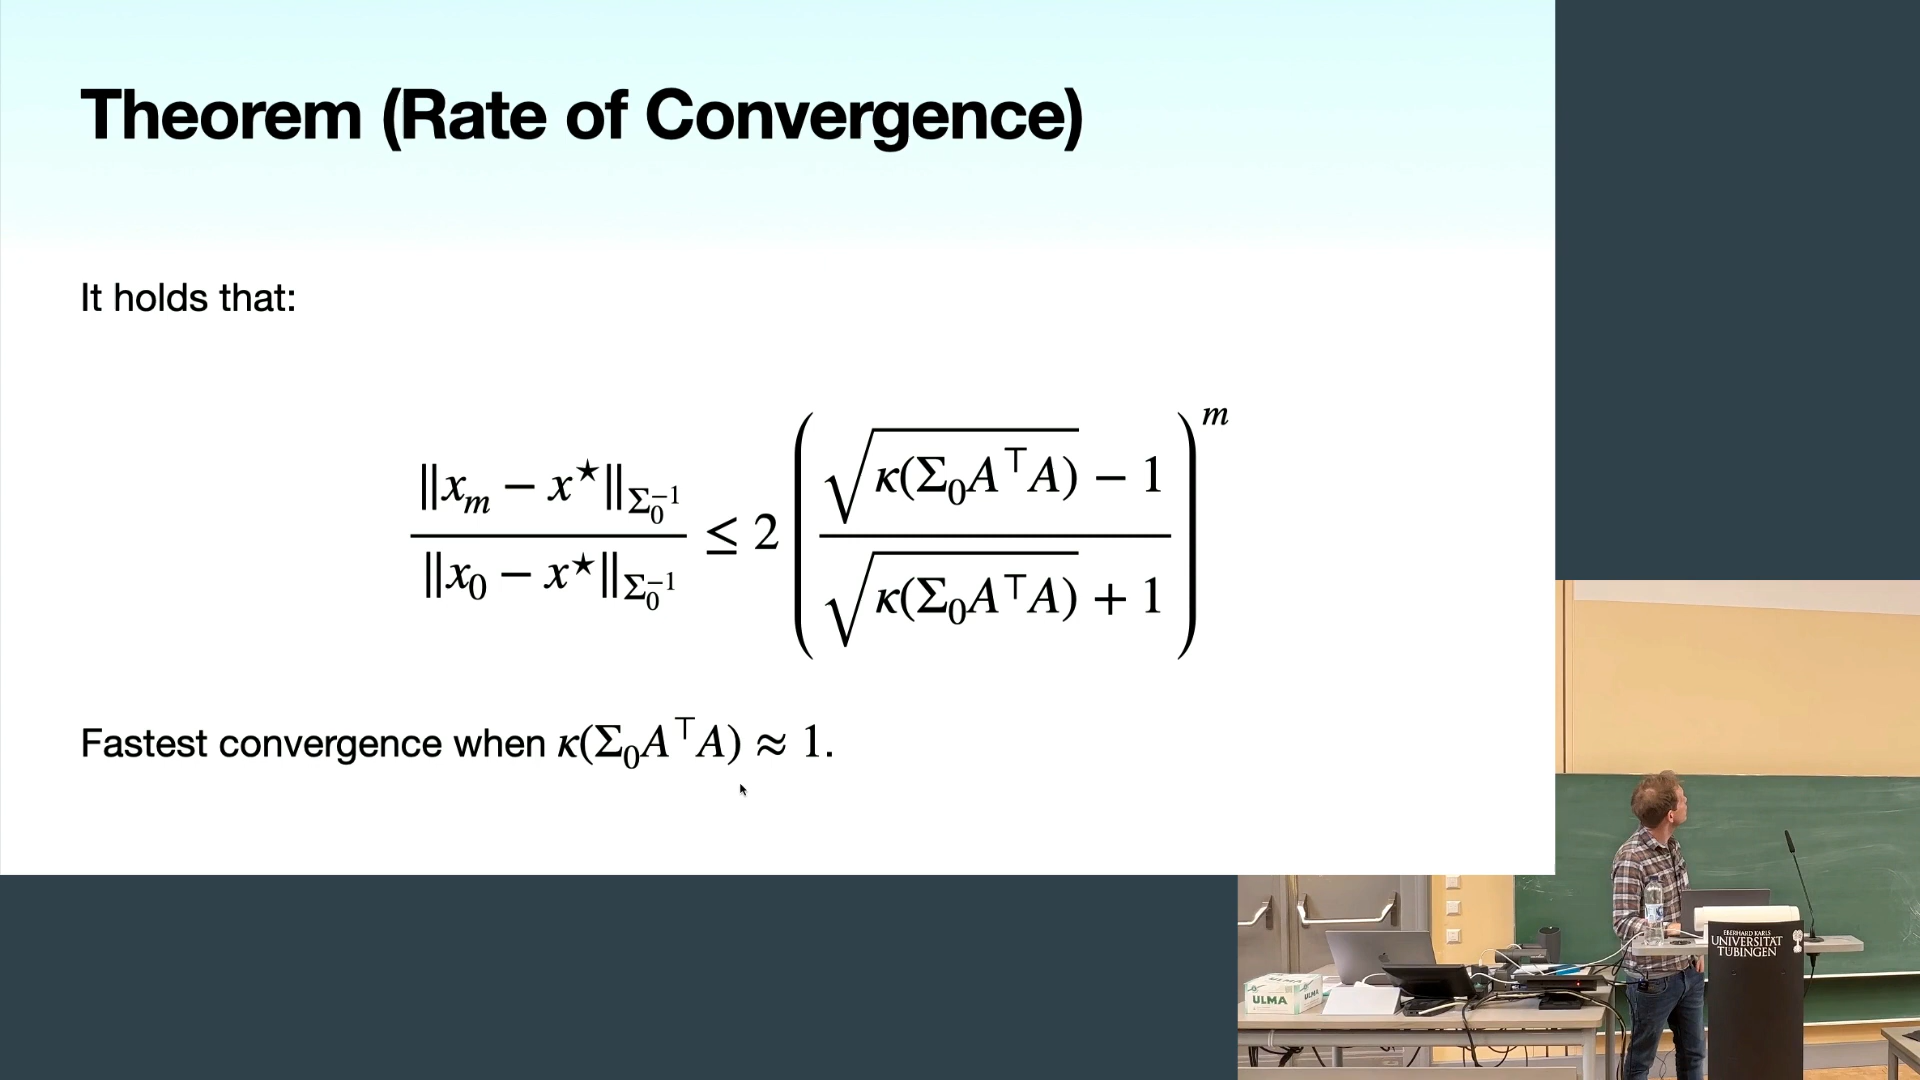 Theorem (Rate of Convergence)
It holds that:
‖x_m − x^★‖_{Σ_0^{−1}} / ‖x_0 − x^★‖_{Σ_0^{−1}} ≤ 2 ( (√κ(Σ_0A^⊤A) − 1) / (√κ(Σ_0A^⊤A) + 1) )^m
Fastest convergence when κ(Σ_0A^⊤A) ≈ 1.
EBERHARD KARLS
UNIVERSITÄT
TÜBINGEN
ULMA
ULMA